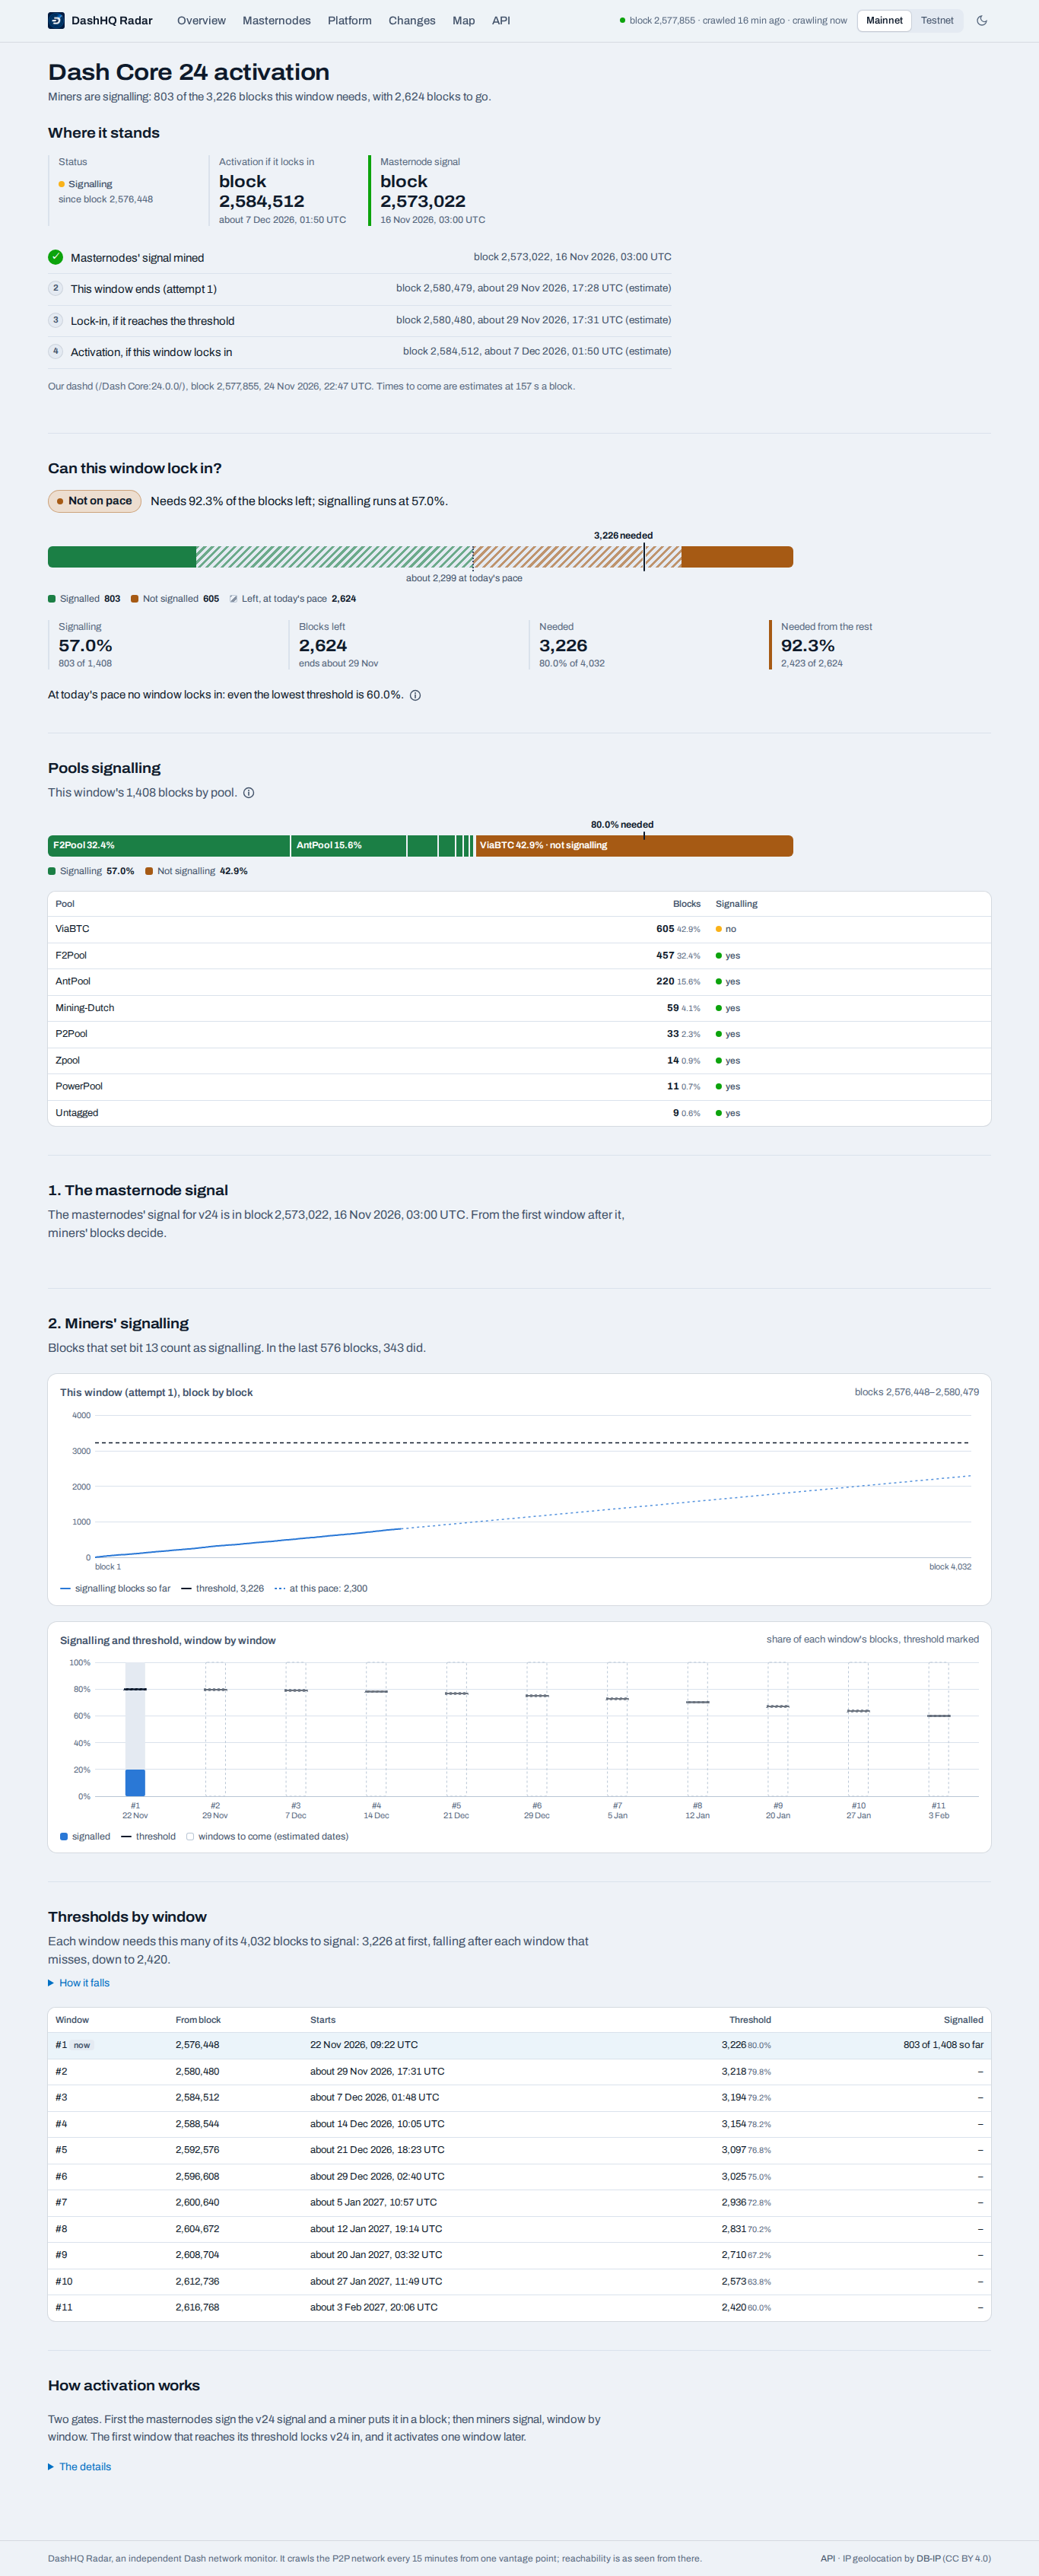 DashHQ Radar Overview Masternodes Platform Changes Map API block 2,577,855 · crawled 16 min ago · crawling now Mainnet Testnet
Dash Core 24 activation
Miners are signalling: 803 of the 3,226 blocks this window needs, with 2,624 blocks to go.
Where it stands
Status
Signalling
since block 2,576,448
Activation if it locks in
block
2,584,512
about 7 Dec 2026, 01:50 UTC
Masternode signal
block
2,573,022
16 Nov 2026, 03:00 UTC
Masternodes' signal mined block 2,573,022, 16 Nov 2026, 03:00 UTC
2 This window ends (attempt 1) block 2,580,479, about 29 Nov 2026, 17:28 UTC (estimate)
3 Lock-in, if it reaches the threshold block 2,580,480, about 29 Nov 2026, 17:31 UTC (estimate)
4 Activation, if this window locks in block 2,584,512, about 7 Dec 2026, 01:50 UTC (estimate)
Our dashd (/Dash Core:24.0.0/), block 2,577,855, 24 Nov 2026, 22:47 UTC. Times to come are estimates at 157 s a block.
Can this window lock in?
Not on pace Needs 92.3% of the blocks left; signalling runs at 57.0%.
3,226 needed
about 2,299 at today's pace
Signalled 803 Not signalled 605 Left, at today's pace 2,624
Signalling
57.0%
803 of 1,408
Blocks left
2,624
ends about 29 Nov
Needed
3,226
80.0% of 4,032
Needed from the rest
92.3%
2,423 of 2,624
At today's pace no window locks in: even the lowest threshold is 60.0%.
Pools signalling
This window's 1,408 blocks by pool.
80.0% needed
F2Pool 32.4% AntPool 15.6% ViaBTC 42.9% · not signalling
Signalling 57.0% Not signalling 42.9%
Pool Blocks Signalling
ViaBTC 605 42.9% no
F2Pool 457 32.4% yes
AntPool 220 15.6% yes
Mining-Dutch 59 4.1% yes
P2Pool 33 2.3% yes
Zpool 14 0.9% yes
PowerPool 11 0.7% yes
Untagged 9 0.6% yes
1. The masternode signal
The masternodes' signal for v24 is in block 2,573,022, 16 Nov 2026, 03:00 UTC. From the first window after it,
miners' blocks decide.
2. Miners' signalling
Blocks that set bit 13 count as signalling. In the last 576 blocks, 343 did.
This window (attempt 1), block by block blocks 2,576,448–2,580,479
4000
3000
2000
1000
0
block 1 block 4,032
signalling blocks so far threshold, 3,226 at this pace: 2,300
Signalling and threshold, window by window share of each window's blocks, threshold marked
100%
80%
60%
40%
20%
0%
#1 #2 #3 #4 #5 #6 #7 #8 #9 #10 #11
22 Nov 29 Nov 7 Dec 14 Dec 21 Dec 29 Dec 5 Jan 12 Jan 20 Jan 27 Jan 3 Feb
signalled threshold windows to come (estimated dates)
Thresholds by window
Each window needs this many of its 4,032 blocks to signal: 3,226 at first, falling after each window that
misses, down to 2,420.
How it falls
Window From block Starts Threshold Signalled
#1 now 2,576,448 22 Nov 2026, 09:22 UTC 3,226 80.0% 803 of 1,408 so far
#2 2,580,480 about 29 Nov 2026, 17:31 UTC 3,218 79.8% –
#3 2,584,512 about 7 Dec 2026, 01:48 UTC 3,194 79.2% –
#4 2,588,544 about 14 Dec 2026, 10:05 UTC 3,154 78.2% –
#5 2,592,576 about 21 Dec 2026, 18:23 UTC 3,097 76.8% –
#6 2,596,608 about 29 Dec 2026, 02:40 UTC 3,025 75.0% –
#7 2,600,640 about 5 Jan 2027, 10:57 UTC 2,936 72.8% –
#8 2,604,672 about 12 Jan 2027, 19:14 UTC 2,831 70.2% –
#9 2,608,704 about 20 Jan 2027, 03:32 UTC 2,710 67.2% –
#10 2,612,736 about 27 Jan 2027, 11:49 UTC 2,573 63.8% –
#11 2,616,768 about 3 Feb 2027, 20:06 UTC 2,420 60.0% –
How activation works
Two gates. First the masternodes sign the v24 signal and a miner puts it in a block; then miners signal, window by
window. The first window that reaches its threshold locks v24 in, and it activates one window later.
The details
DashHQ Radar, an independent Dash network monitor. It crawls the P2P network every 15 minutes from one vantage point; reachability is as seen from there. API · IP geolocation by DB-IP (CC BY 4.0)